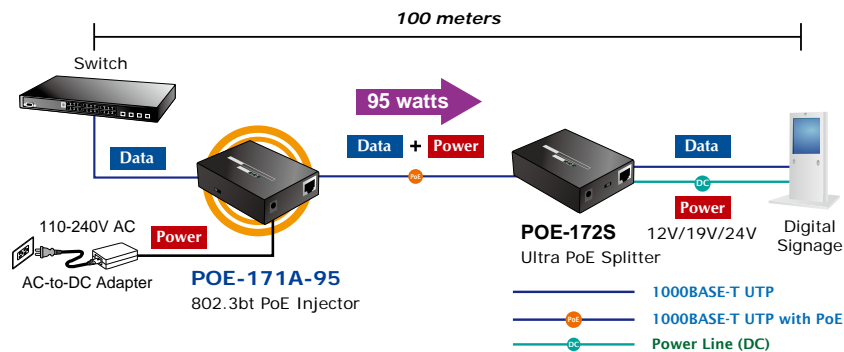 100 meters
Switch
95 watts
Data
Data + Power
Data
PoE
DC
Power
12V/19V/24V
Digital
Signage
110-240V AC
Power
AC-to-DC Adapter
POE-171A-95
802.3bt PoE Injector
POE-172S
Ultra PoE Splitter
1000BASE-T UTP
PoE
1000BASE-T UTP with PoE
DC
Power Line (DC)